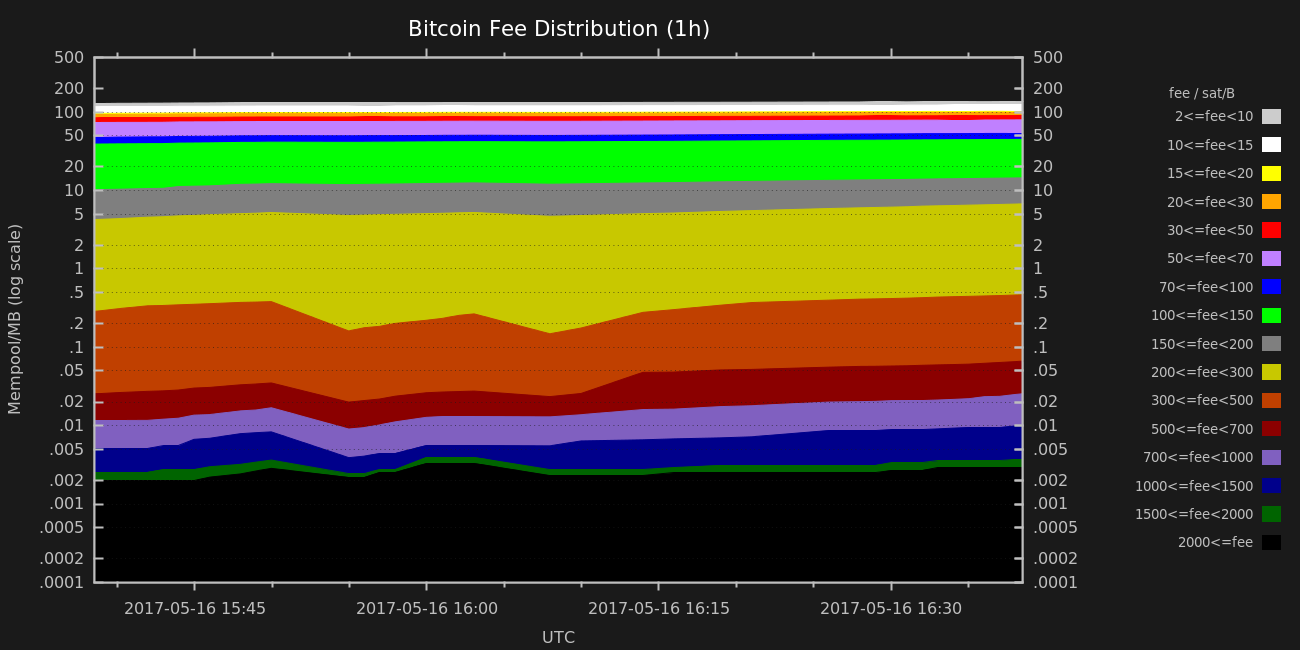 Bitcoin Fee Distribution (1h)
500
200
100
50
20
10
5
2
1
.5
.2
.1
.05
.02
.01
.005
.002
.001
.0005
.0002
.0001
Mempool/MB (log scale)
500
200
100
50
20
10
5
2
1
.5
.2
.1
.05
.02
.01
.005
.002
.001
.0005
.0002
.0001
2017-05-16 15:45
2017-05-16 16:00
2017-05-16 16:15
2017-05-16 16:30
UTC
fee / sat/B
2<=fee<10
10<=fee<15
15<=fee<20
20<=fee<30
30<=fee<50
50<=fee<70
70<=fee<100
100<=fee<150
150<=fee<200
200<=fee<300
300<=fee<500
500<=fee<700
700<=fee<1000
1000<=fee<1500
1500<=fee<2000
2000<=fee